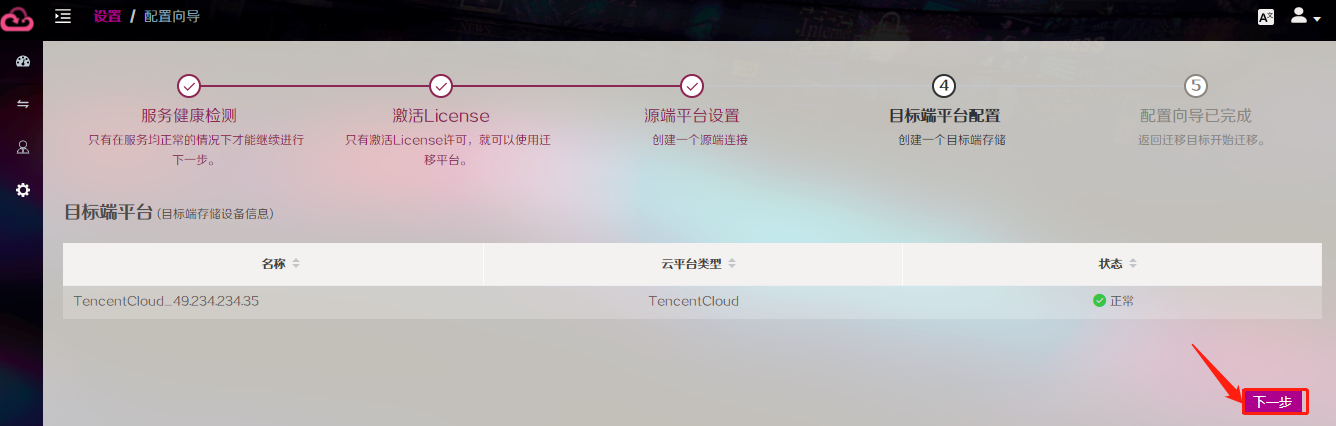 设置 / 配置向导
A文
4
5
服务健康检测
激活License
源端平台设置
目标端平台配置
配置向导已完成
只有在服务均正常的情况下才能继续进行
下一步。
只有激活License许可，就可以使用迁
移平台。
创建一个源端连接
创建一个目标端存储
返回迁移目标开始迁移。
目标端平台 (目标端存储设备信息)
名称
云平台类型
状态
TencentCloud_49.234.234.35
TencentCloud
正常
下一步